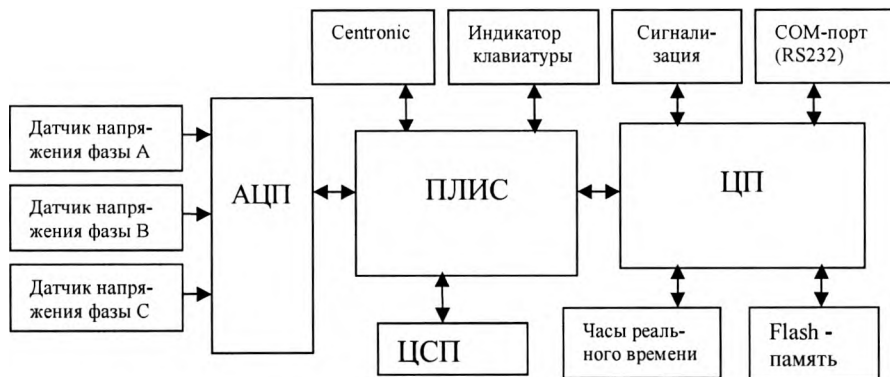 Centronic
Индикатор
клавиатуры
Сигнали-
зация
COM-порт
(RS232)
Датчик напря-
жения фазы А
Датчик напря-
жения фазы В
Датчик напря-
жения фазы С
АЦП
ПЛИС
ЦП
ЦСП
Часы реаль-
ного времени
Flash -
память